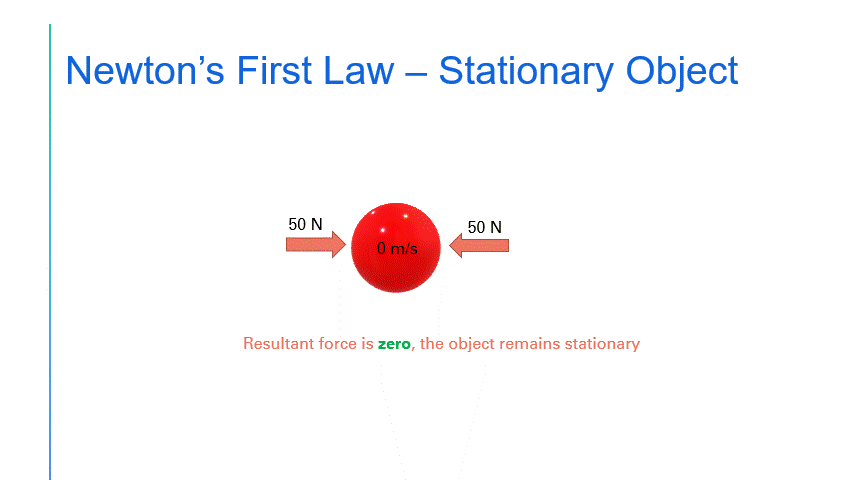 Newton’s First Law – Stationary Object
50 N
50 N
0 m/s
Resultant force is zero, the object remains stationary